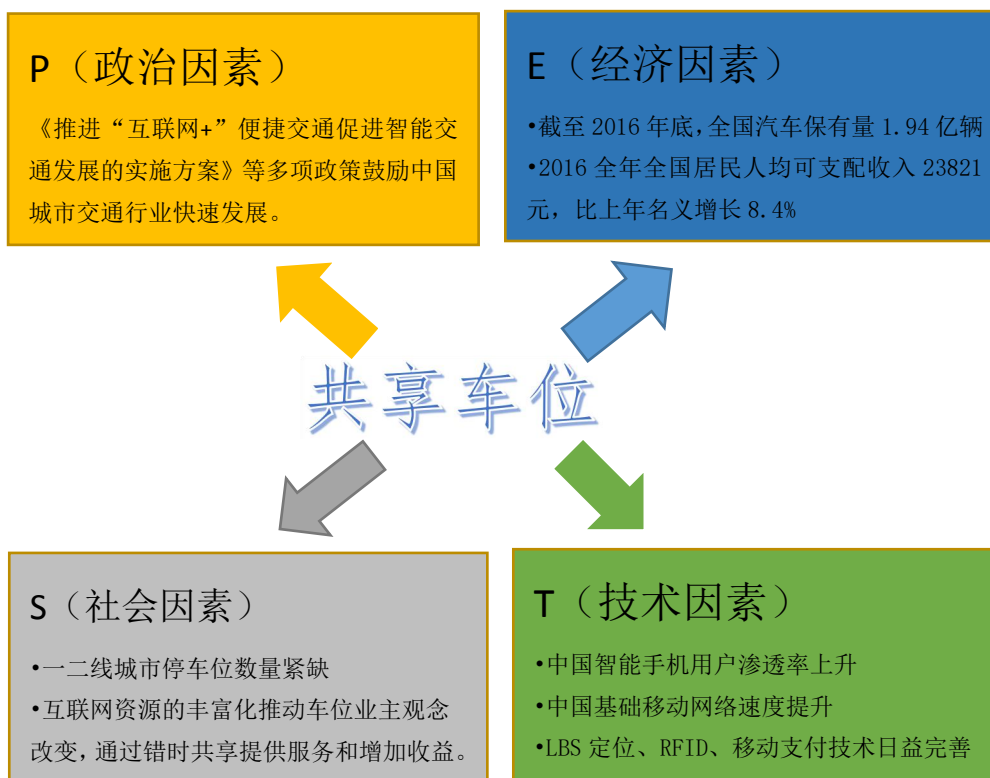 P（政治因素）
《推进“互联网+”便捷交通促进智能交
通发展的实施方案》等多项政策鼓励中国
城市交通行业快速发展。
E（经济因素）
•截至 2016 年底,全国汽车保有量 1.94 亿辆
•2016 全年全国居民人均可支配收入 23821
元，比上年名义增长 8.4%
共享车位
S（社会因素）
•一二线城市停车位数量紧缺
•互联网资源的丰富化推动车位业主观念
改变,通过错时共享提供服务和增加收益。
T（技术因素）
•中国智能手机用户渗透率上升
•中国基础移动网络速度提升
•LBS 定位、RFID、移动支付技术日益完善